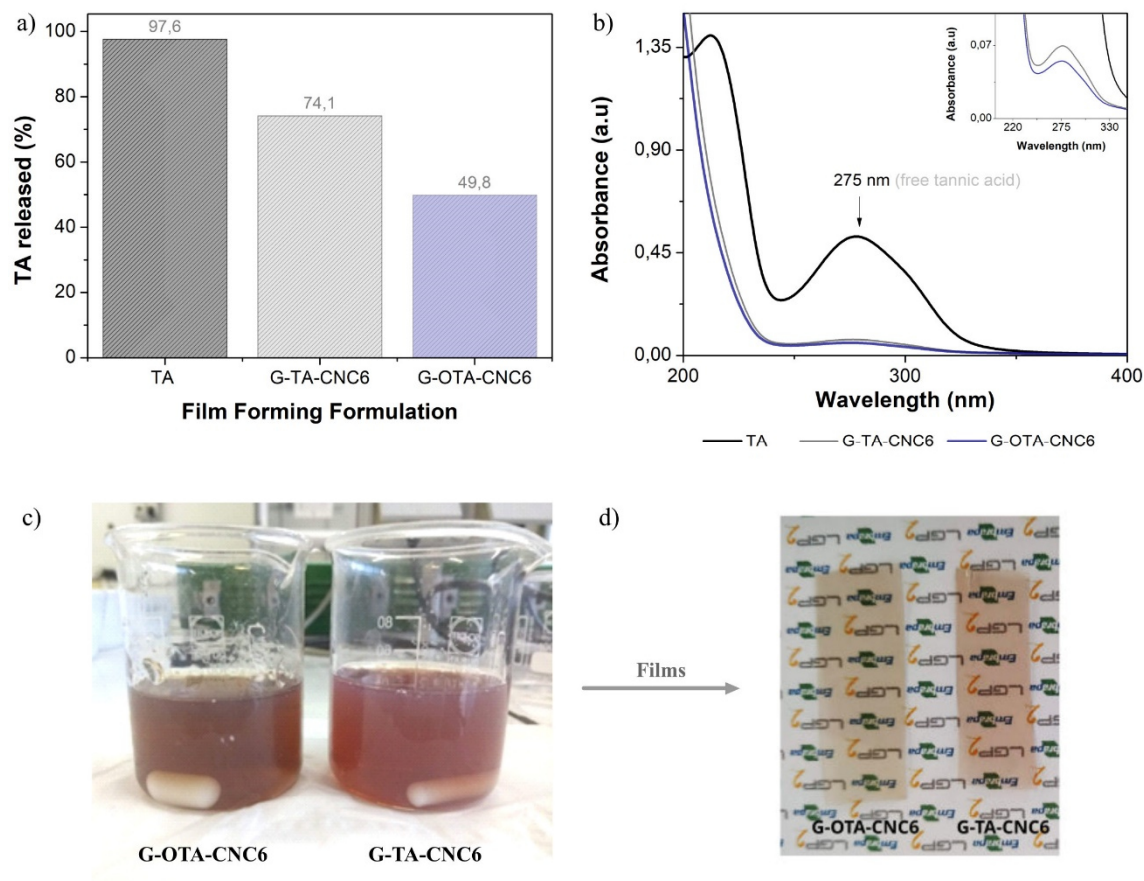 a)
TA released (%)
100
80
60
40
20
0
97,6
74,1
49,8
TA
G-TA-CNC6
G-OTA-CNC6
Film Forming Formulation
b)
Absorbance (a.u)
1,35
0,90
0,45
0,00
200
300
400
Wavelength (nm)
275 nm (free tannic acid)
Absorbance (a.u)
0,07
0,00
220
275
330
Wavelength (nm)
TA
G-TA-CNC6
G-OTA-CNC6
c)
G-OTA-CNC6
G-TA-CNC6
Films
d)
LGP2
Embrapa
G-OTA-CNC6
G-TA-CNC6